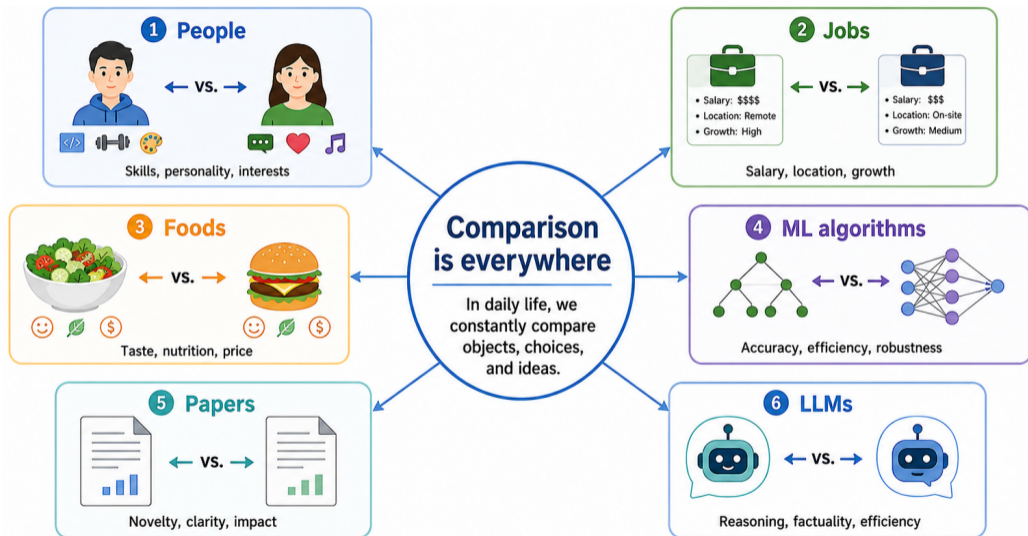 1 People
VS.
</>
Skills, personality, interests
2 Jobs
• Salary: $$$$
• Location: Remote
• Growth: High
VS.
• Salary: $$$
• Location: On-site
• Growth: Medium
Salary, location, growth
3 Foods
VS.
$
$
Taste, nutrition, price
Comparison
is everywhere
In daily life, we
constantly compare
objects, choices,
and ideas.
4 ML algorithms
VS.
Accuracy, efficiency, robustness
5 Papers
VS.
Novelty, clarity, impact
6 LLMs
VS.
Reasoning, factuality, efficiency